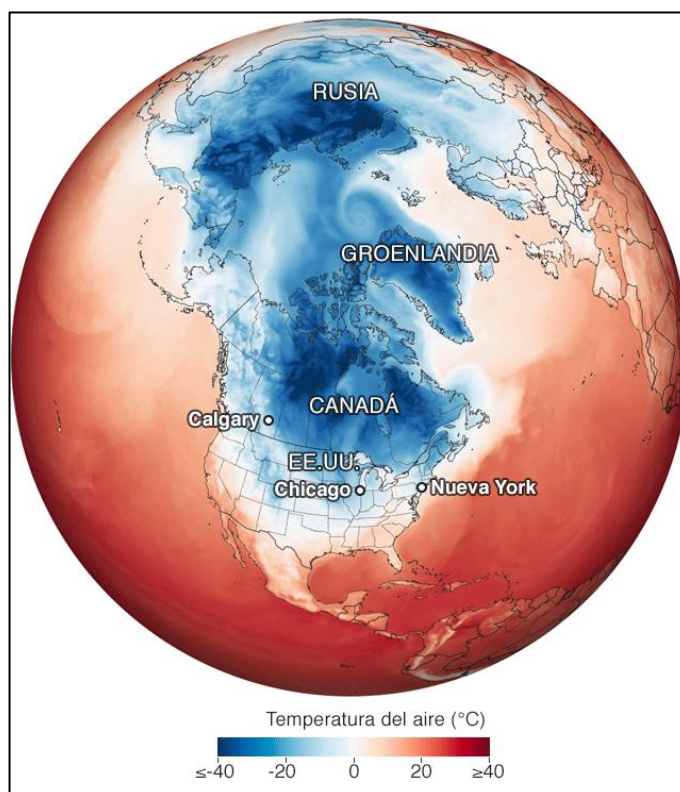 RUSIA
GROENLANDIA
CANADÁ
Calgary
EE.UU.
Chicago
Nueva York
Temperatura del aire (°C)
≤-40 -20 0 20 ≥40